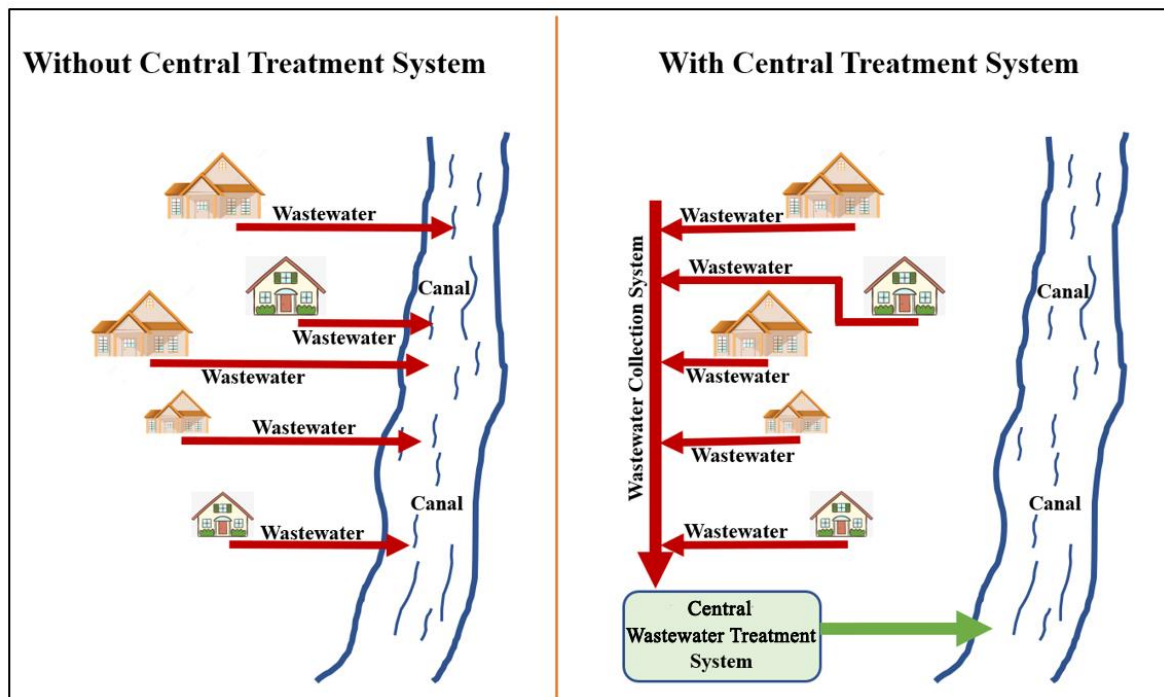 Without Central Treatment System
Wastewater
Canal
Wastewater
Wastewater
Wastewater
Canal
Wastewater
With Central Treatment System
Wastewater Collection System
Wastewater
Wastewater
Canal
Wastewater
Wastewater
Canal
Wastewater
Central
Wastewater Treatment
System